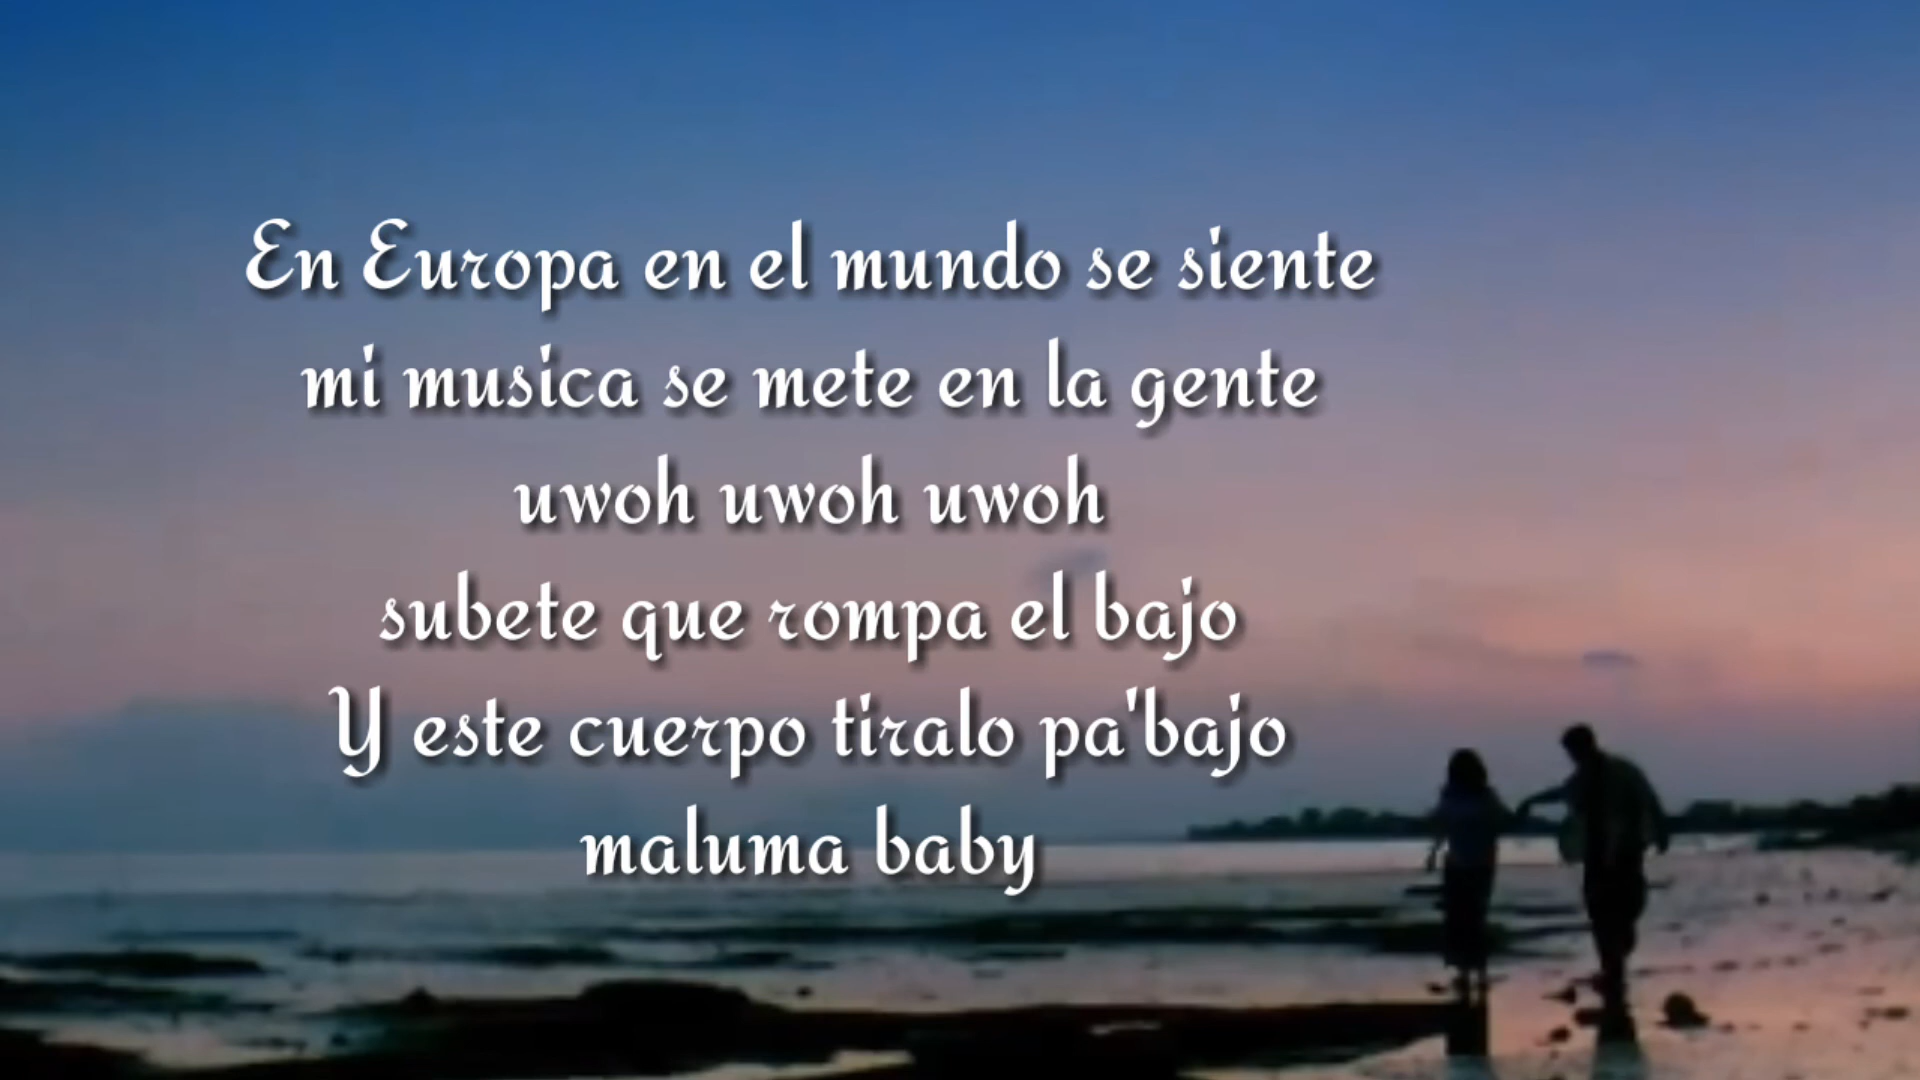 En Europa en el mundo se siente
mi musica se mete en la gente
uwoh uwoh uwoh
subete que rompa el bajo
Y este cuerpo tiralo pa'bajo
maluma baby